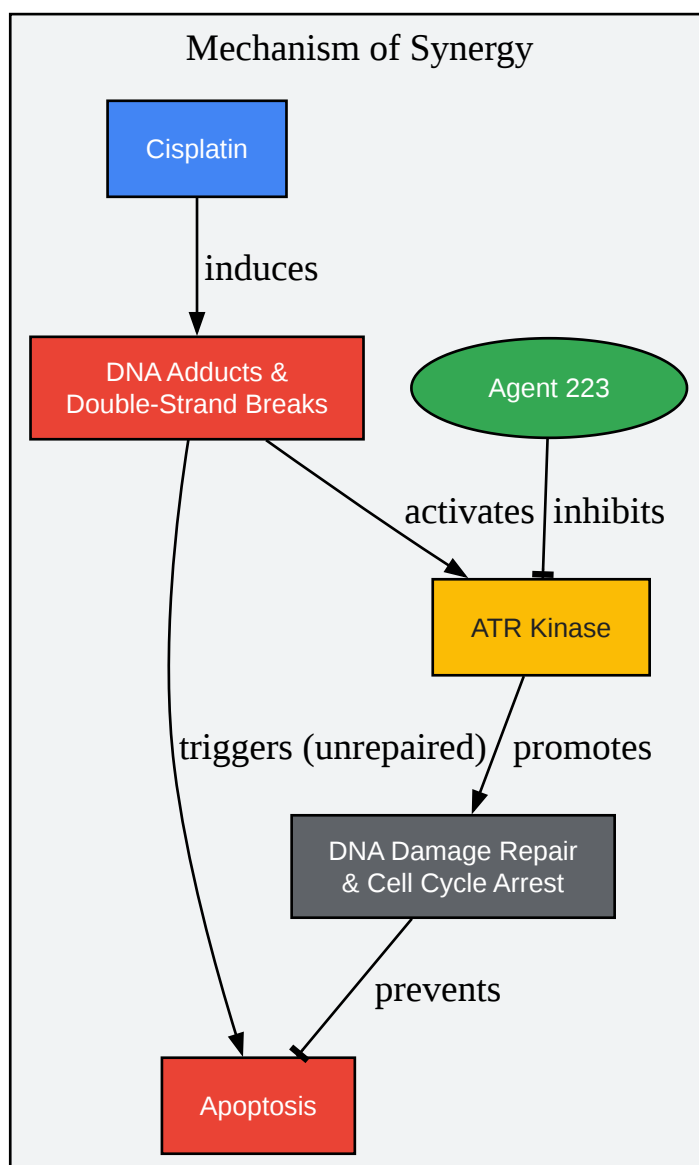 Mechanism of Synergy
Cisplatin
induces
DNA Adducts &
Double-Strand Breaks
Agent 223
activates
inhibits
ATR Kinase
triggers (unrepaired)
promotes
DNA Damage Repair
& Cell Cycle Arrest
prevents
Apoptosis